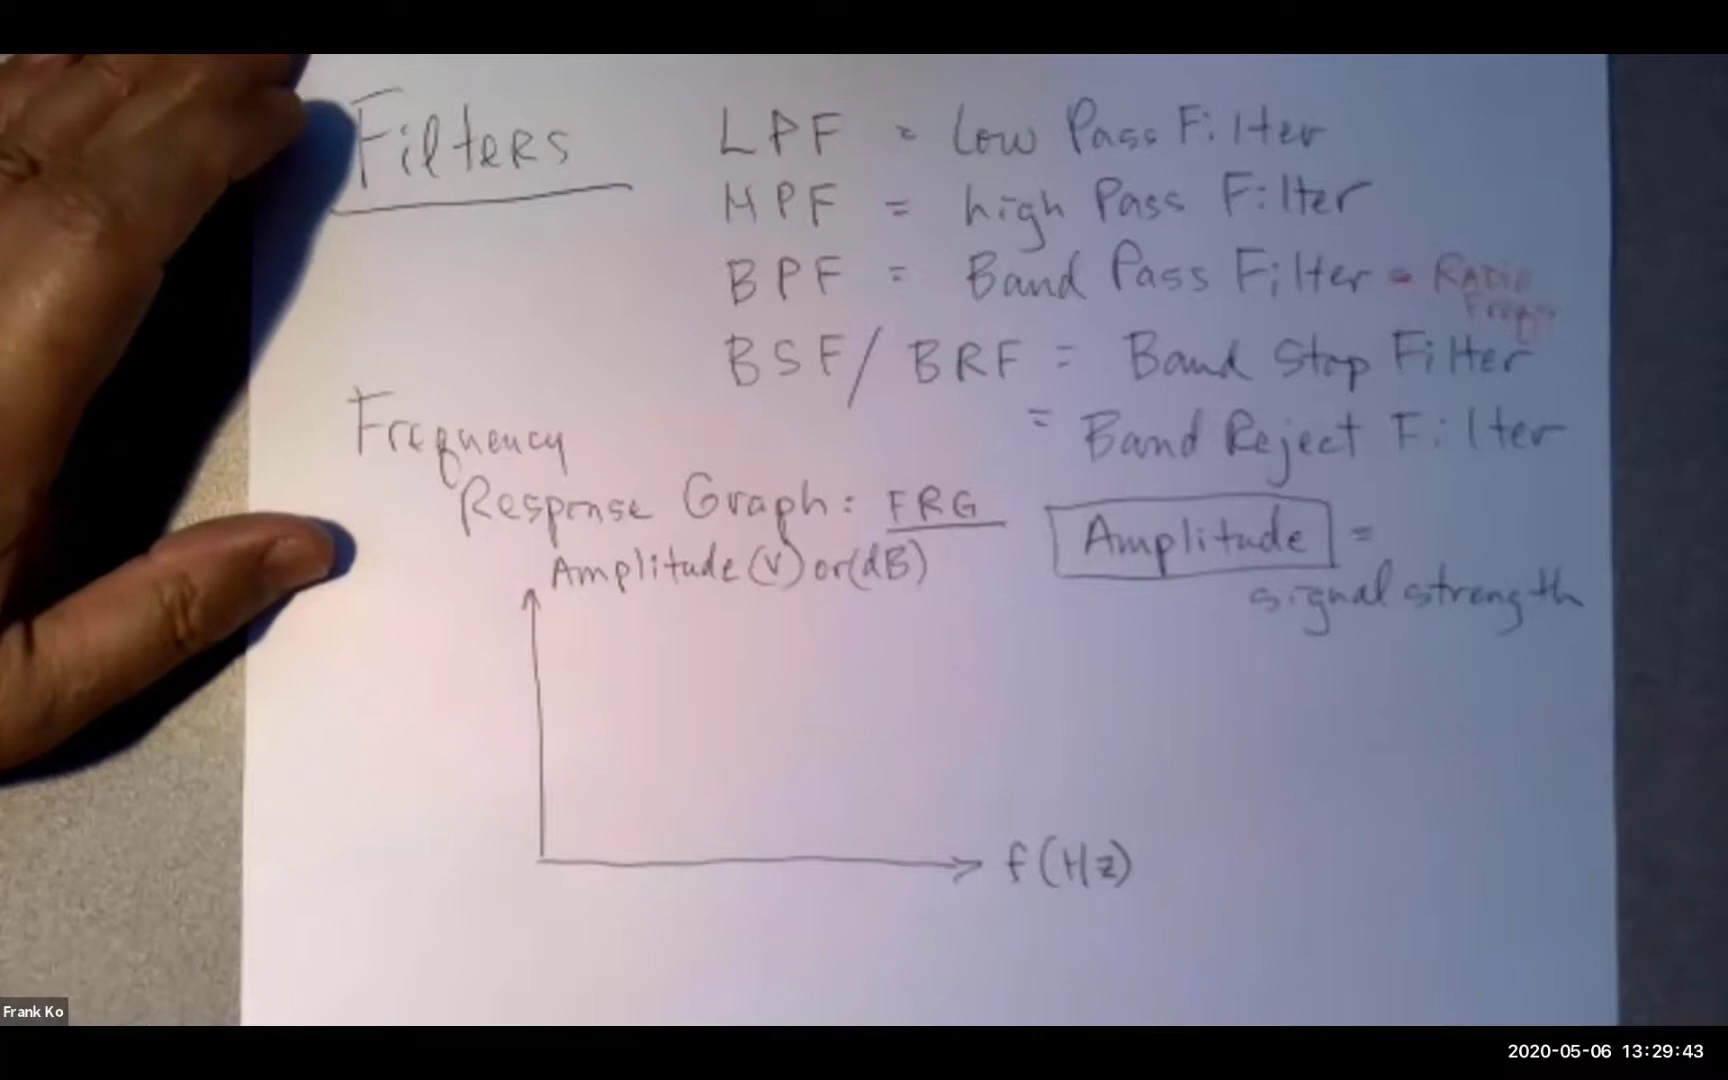 Filters
LPF = Low Pass Filter
HPF = high Pass Filter
BPF = Band Pass Filter = RADIO
Freq
BSF/BRF = Band Stop Filter
= Band Reject Filter
Frequency
Response Graph: FRG
Amplitude =
signal strength
Amplitude (V) or (dB)
f (Hz)
Frank Ko
2020-05-06 13:29:43